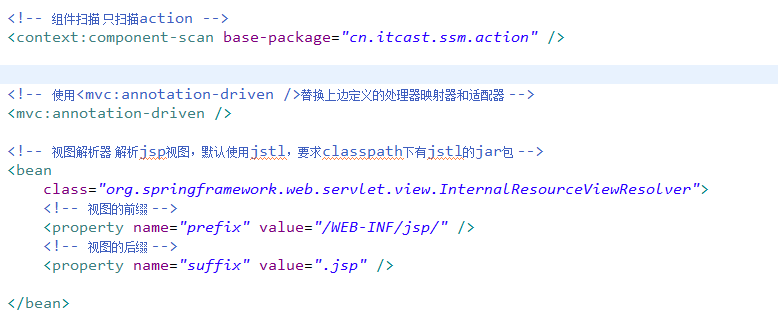 <!-- 组件扫描 只扫描action -->
<context:component-scan base-package="cn.itcast.ssm.action" />
<!-- 使用<mvc:annotation-driven />替换上边定义的处理器映射器和适配器 -->
<mvc:annotation-driven />
<!-- 视图解析器 解析jsp视图，默认使用jstl，要求classpath下有jstl的jar包 -->
<bean
class="org.springframework.web.servlet.view.InternalResourceViewResolver">
<!-- 视图的前缀 -->
<property name="prefix" value="/WEB-INF/jsp/" />
<!-- 视图的后缀 -->
<property name="suffix" value=".jsp" />
</bean>